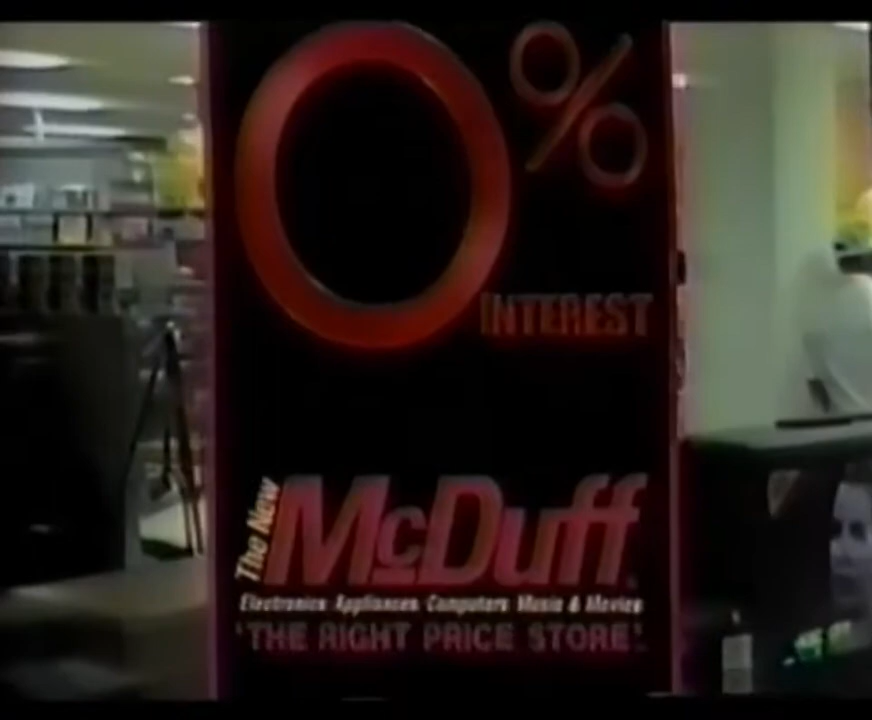 0%
INTEREST
The New McDuff
Electronics Appliances Computers Music & Movies
"THE RIGHT PRICE STORE".